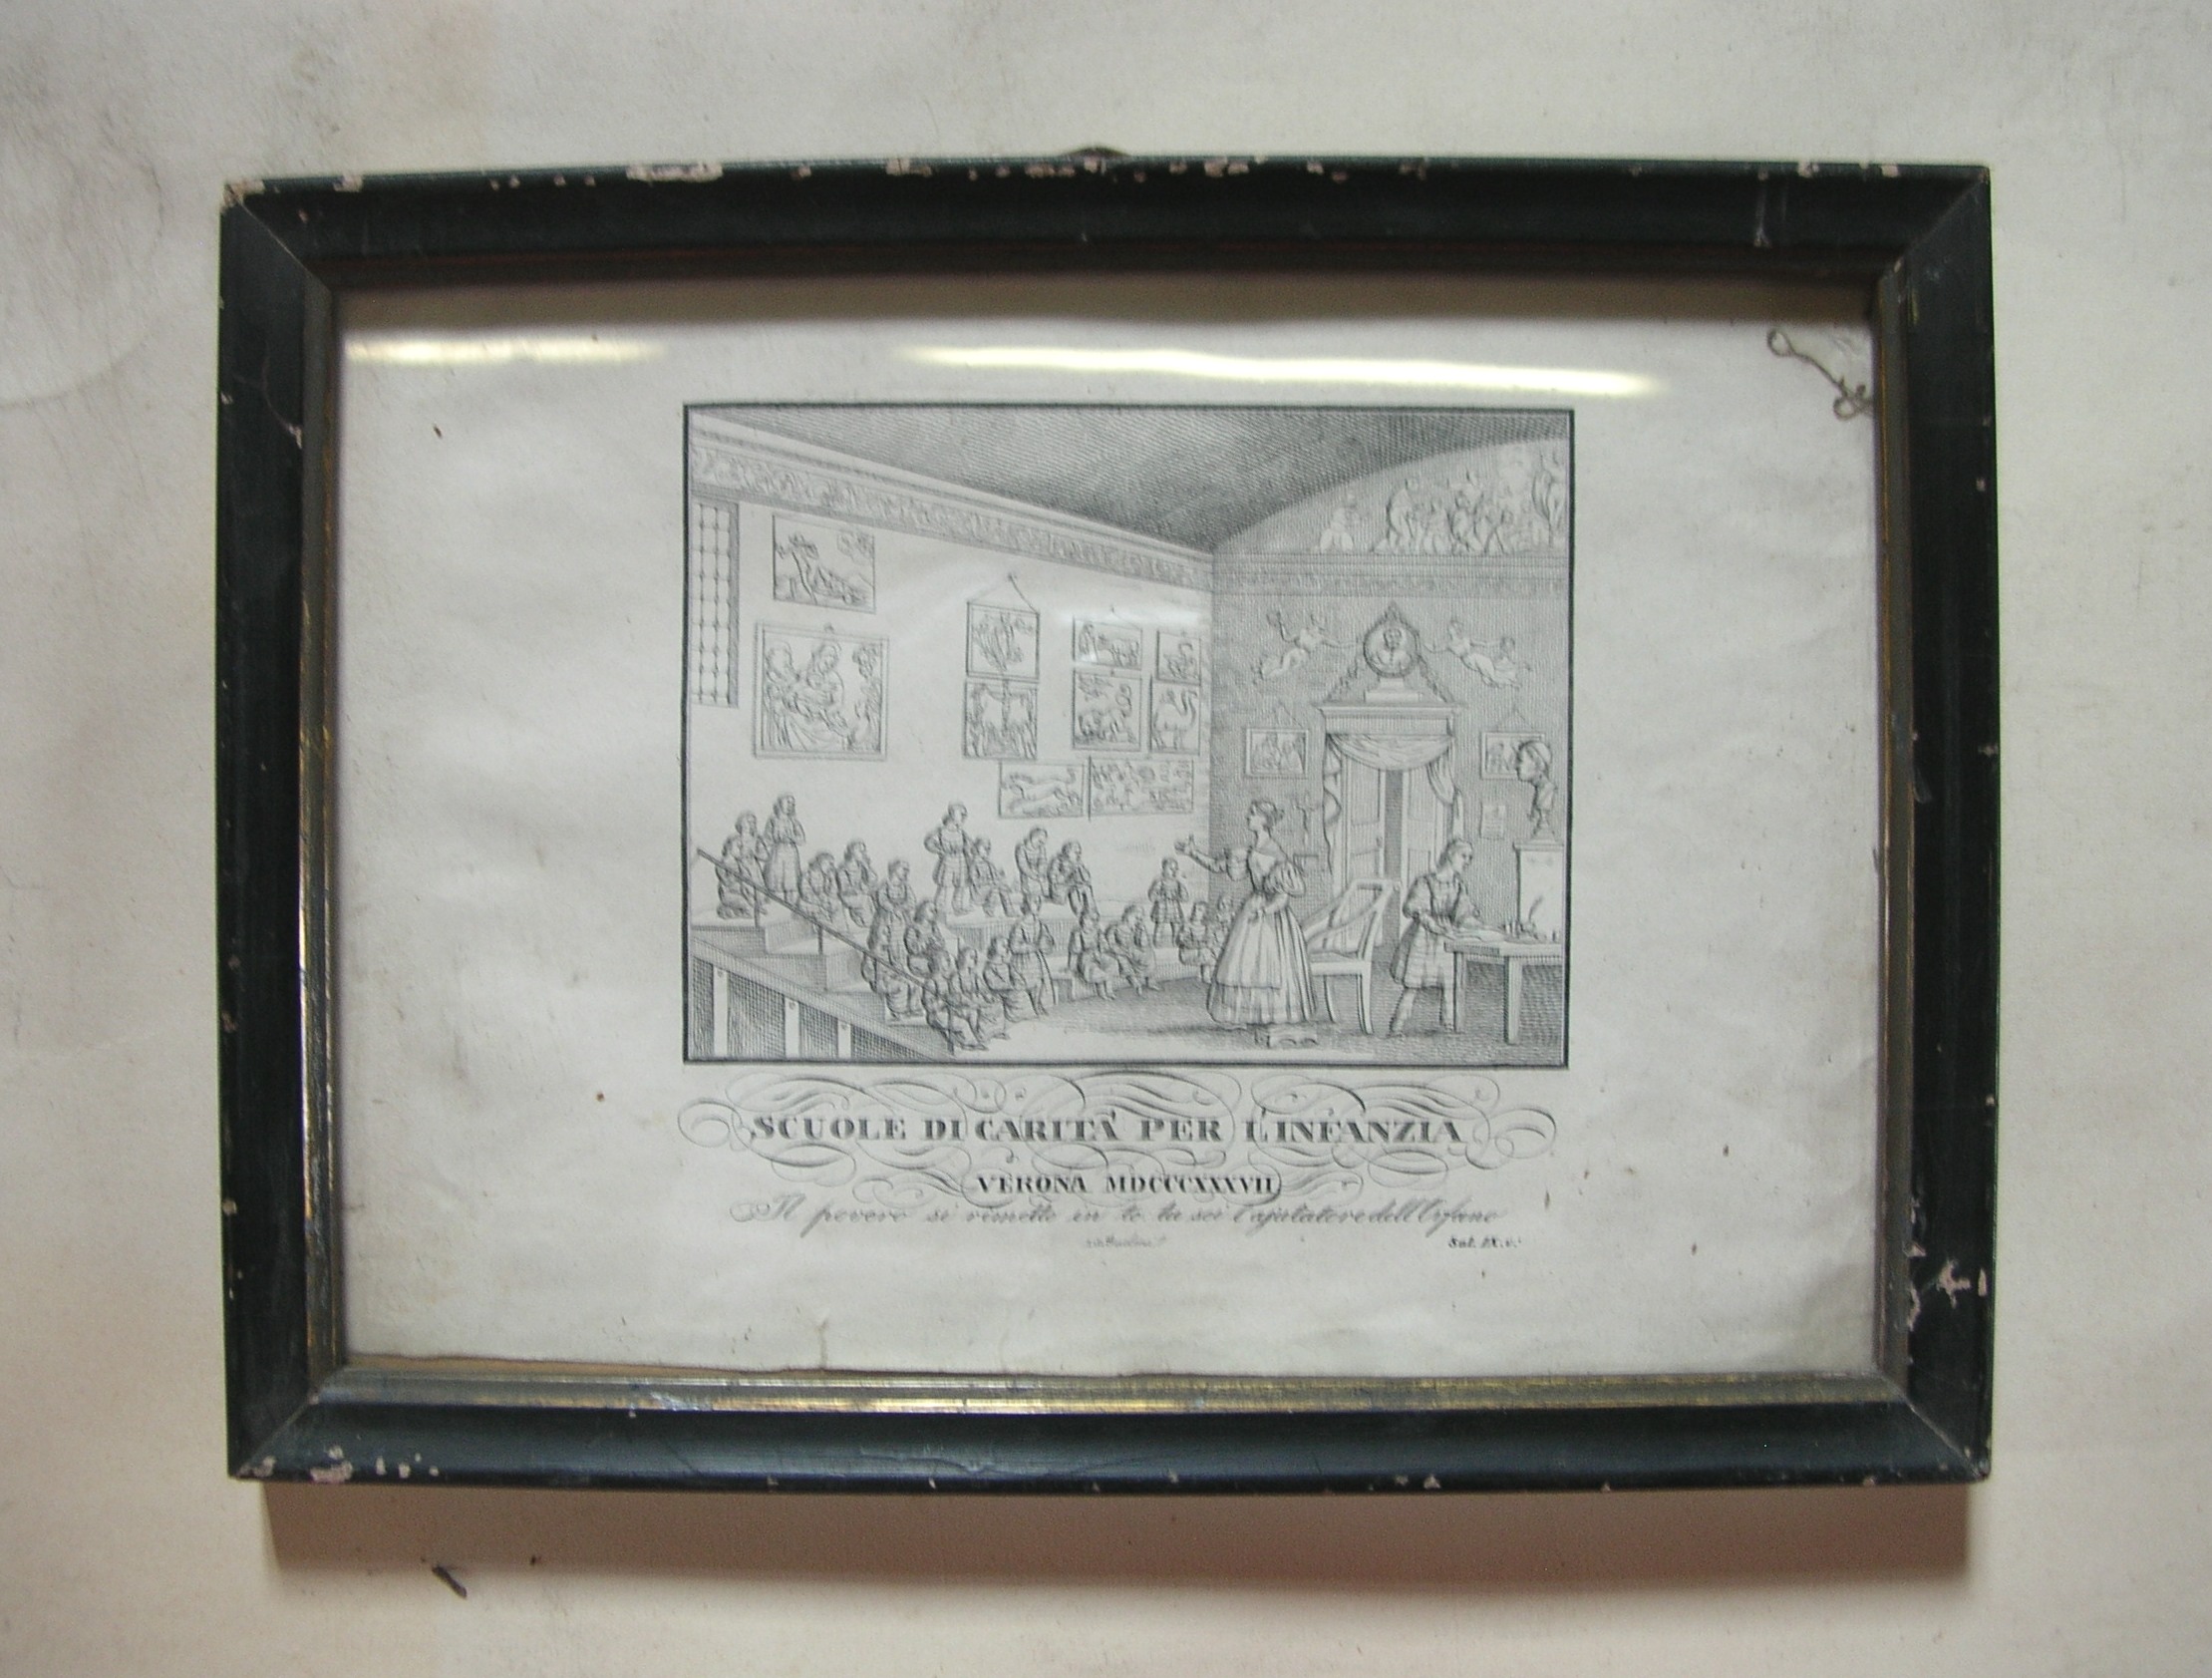 SCUOLE DI CARITÀ PER L'INFANZIA
VERONA MDCCCXXXVII
Il povero si rimette in te tu sei l'ajutatore dell'Orfano
Sal. IX. v.